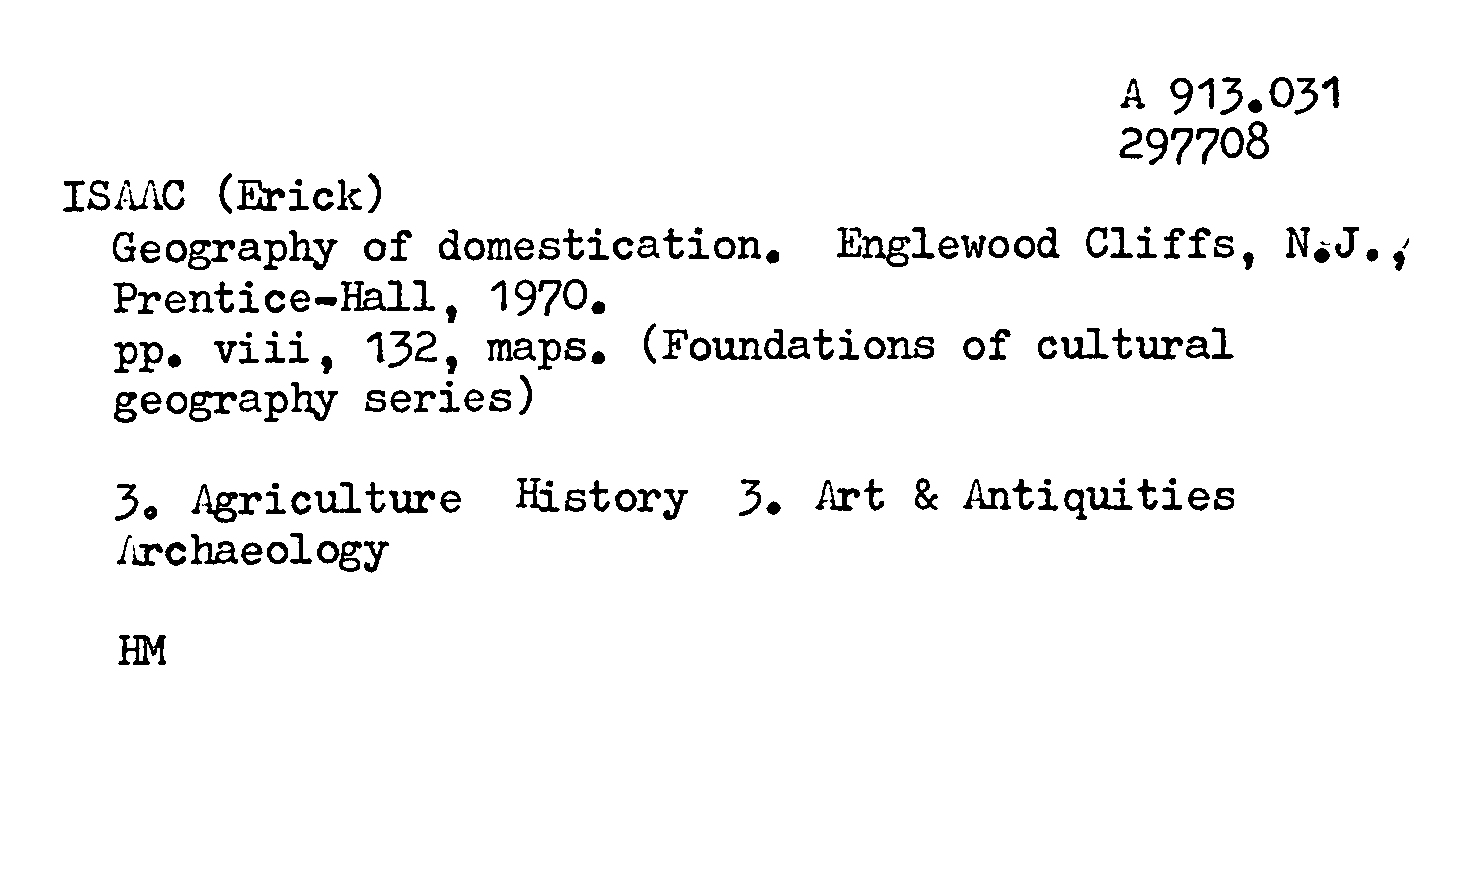 A 913.031
297708
ISAAC (Erick)
Geography of domestication. Englewood Cliffs, N.J.,
Prentice-Hall, 1970.
pp. viii, 132, maps. (Foundations of cultural
geography series)
3. Agriculture History 3. Art & Antiquities
Archaeology
HM